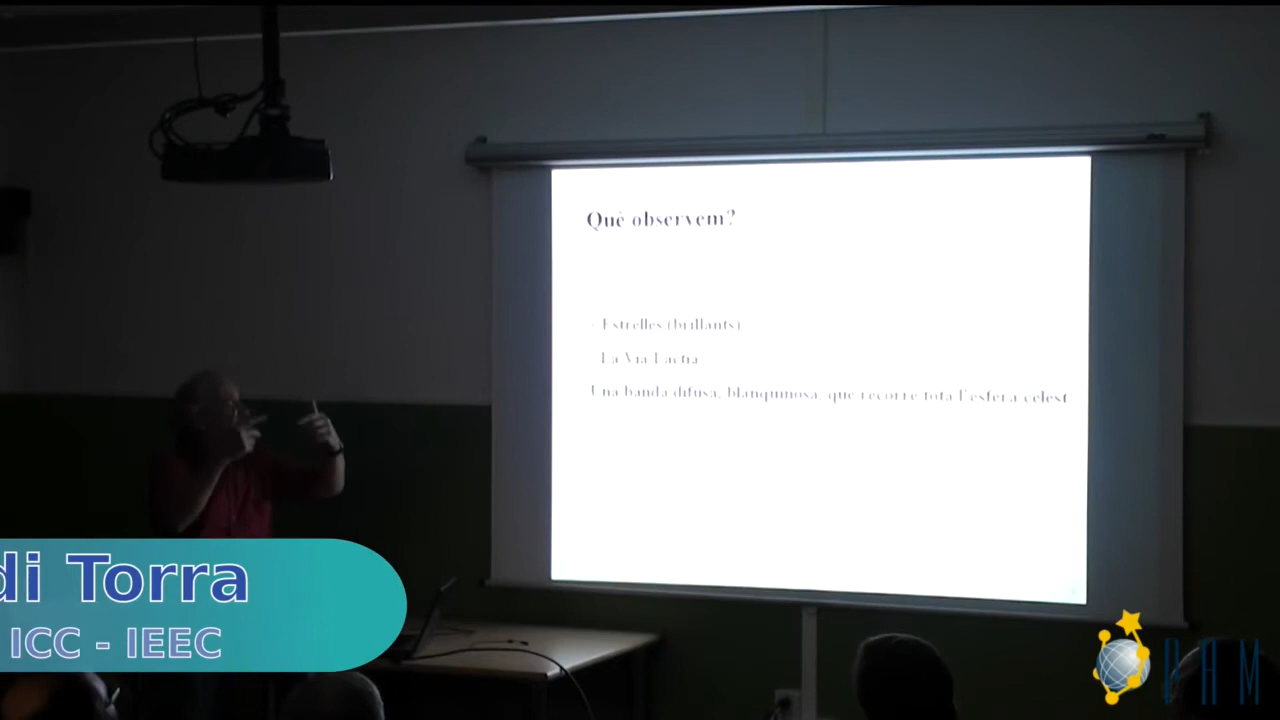 Què observem?
- Estrelles (brillants)
La Via Lactia
Una banda difusa, blanquinosa, que recorre tota l'esfera celest
di Torra
ICC - IEEC